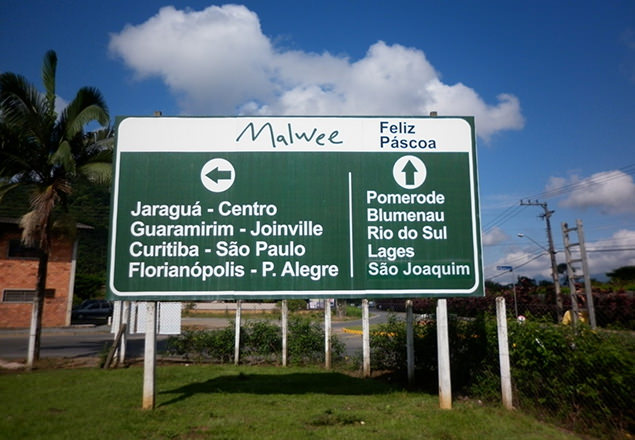 Malwee
Feliz
Páscoa
Jaraguá - Centro
Guaramirim - Joinville
Curitiba - São Paulo
Florianópolis - P. Alegre
Pomerode
Blumenau
Rio do Sul
Lages
São Joaquim